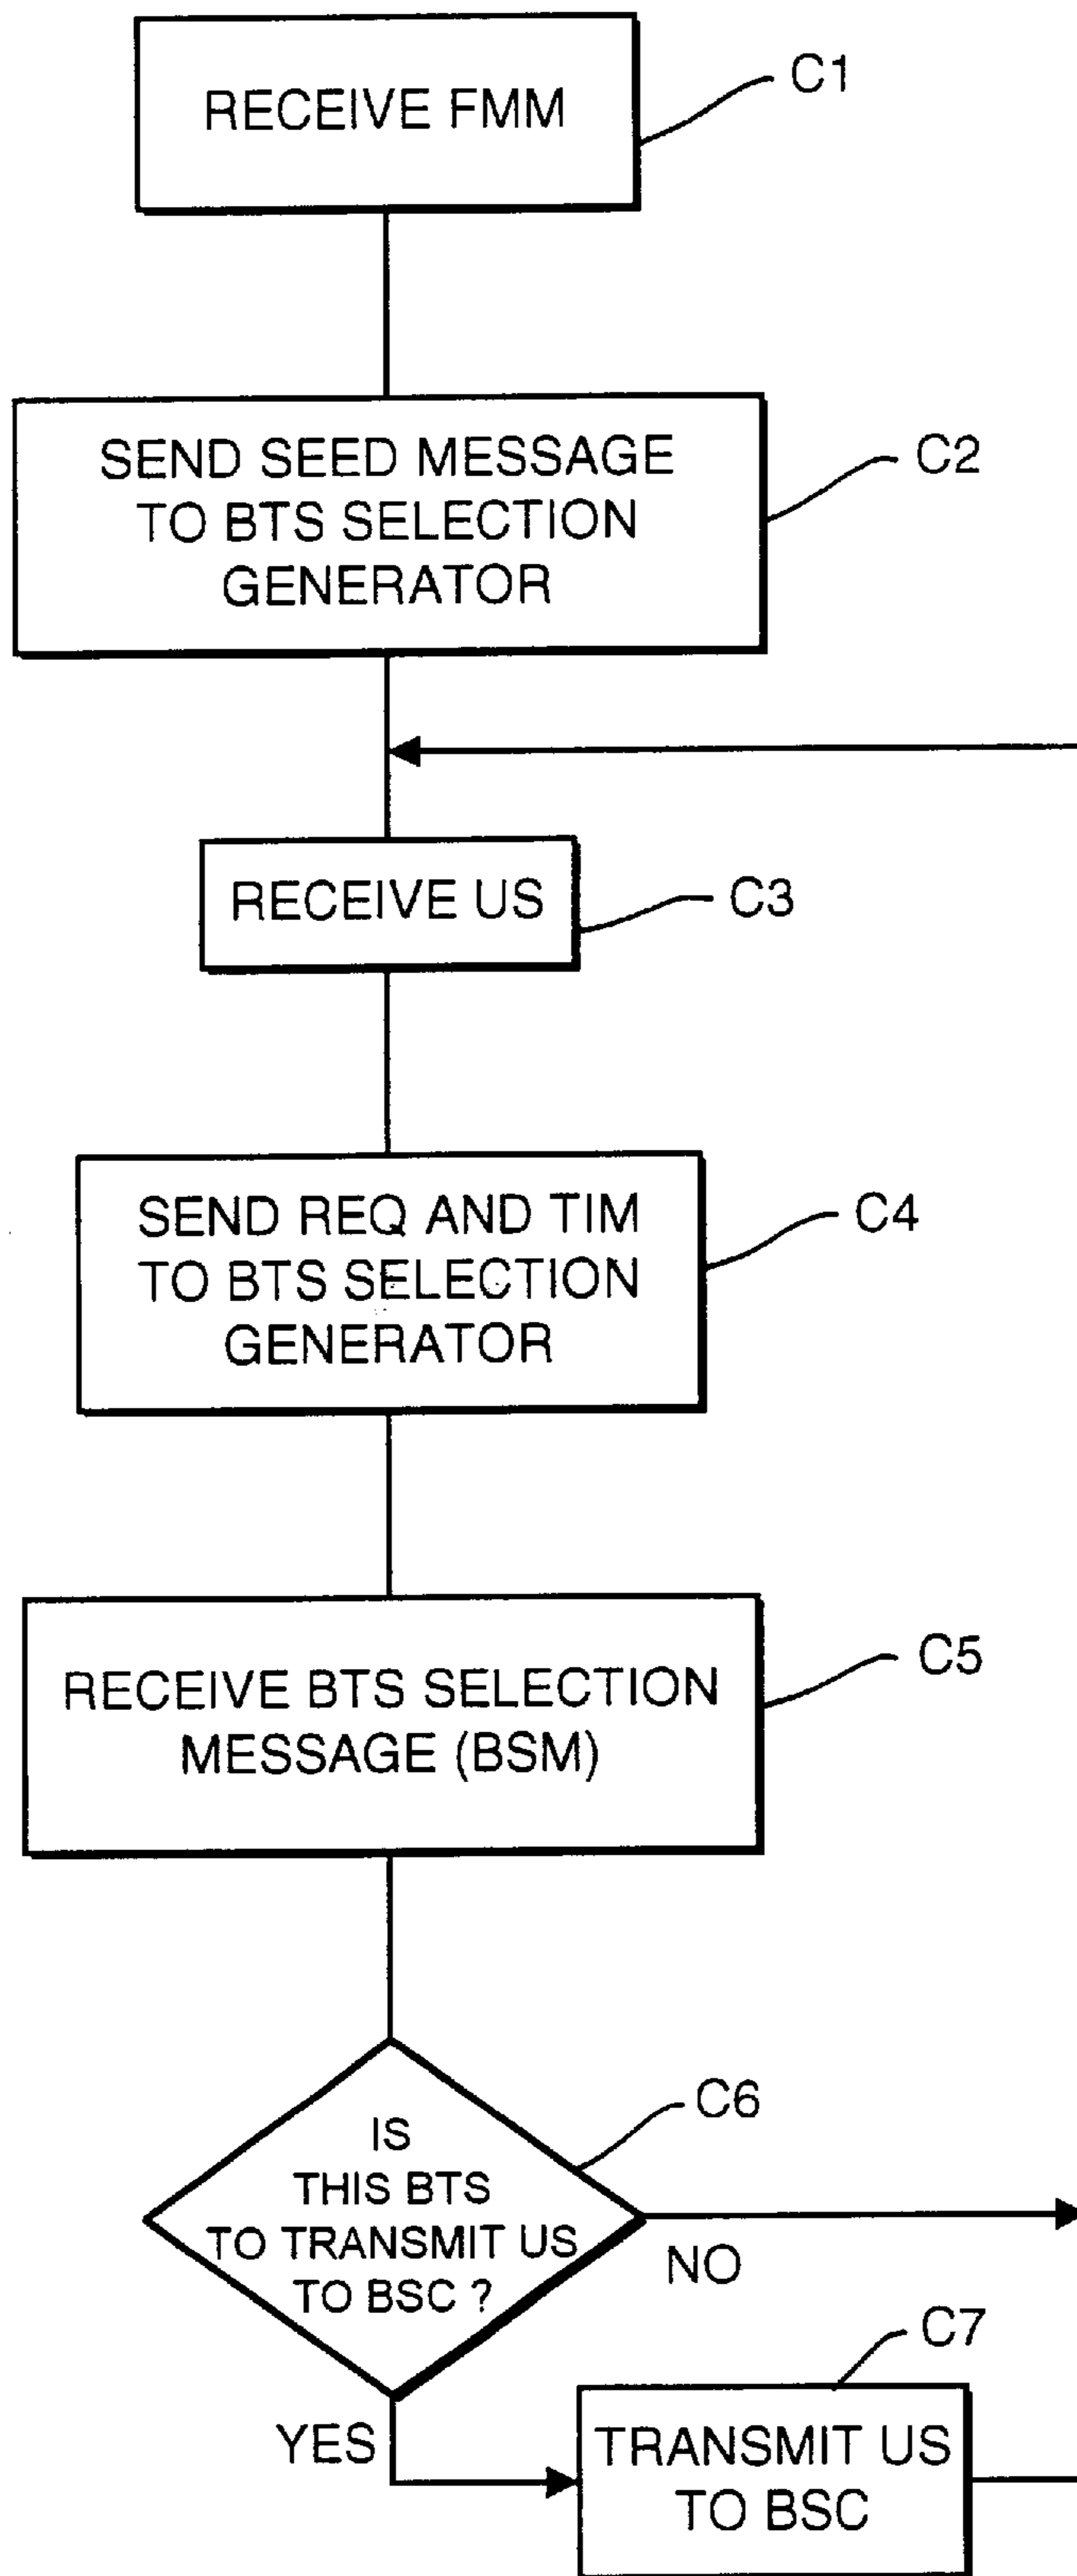 RECEIVE FMM
C1
SEND SEED MESSAGE
TO BTS SELECTION
GENERATOR
C2
RECEIVE US
C3
SEND REQ AND TIM
TO BTS SELECTION
GENERATOR
C4
RECEIVE BTS SELECTION
MESSAGE (BSM)
C5
IS
THIS BTS
TO TRANSMIT US
TO BSC ?
C6
NO
YES
TRANSMIT US
TO BSC
C7